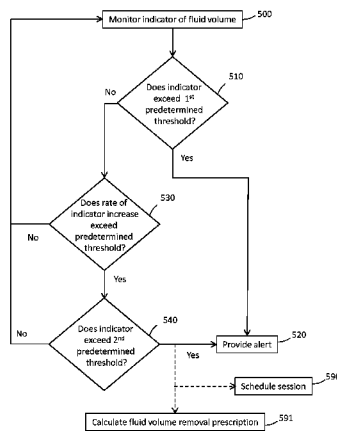 Monitor indicator of fluid volume
500
510
Does indicator
exceed 1st
predetermined
threshold?
No
Yes
530
Does rate of
indicator increase
exceed
predetermined
threshold?
No
Yes
540
Does indicator
exceed 2nd
predetermined
threshold?
No
Yes
520
Provide alert
590
Schedule session
Calculate fluid volume removal prescription
591